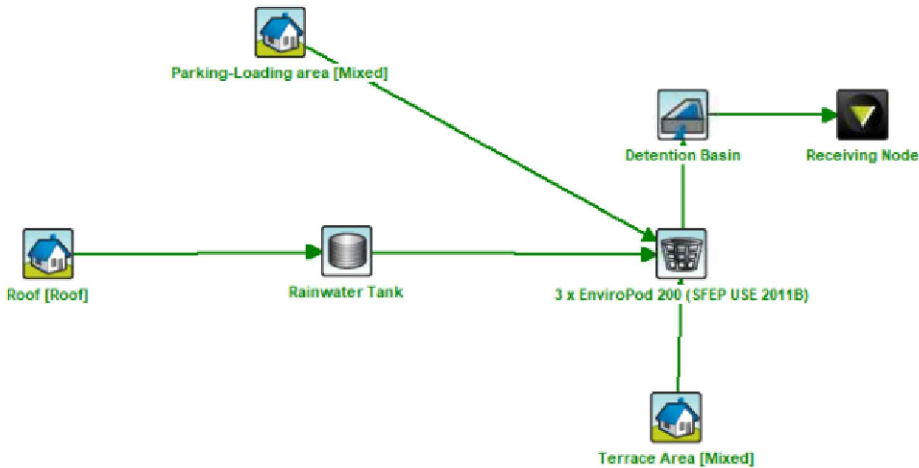 Parking-Loading area [Mixed]
Detention Basin
Receiving Node
Roof [Roof]
Rainwater Tank
3 x EnviroPod 200 (SFEP USE 2011B)
Terrace Area [Mixed]